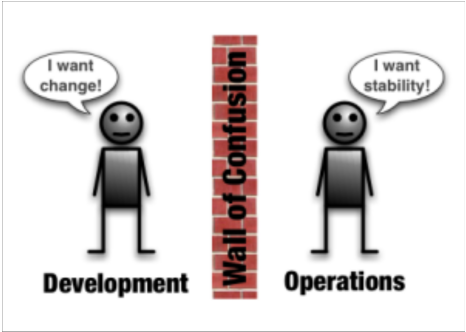 I want
change!
I want
stability!
Wall of Confusion
Development
Operations